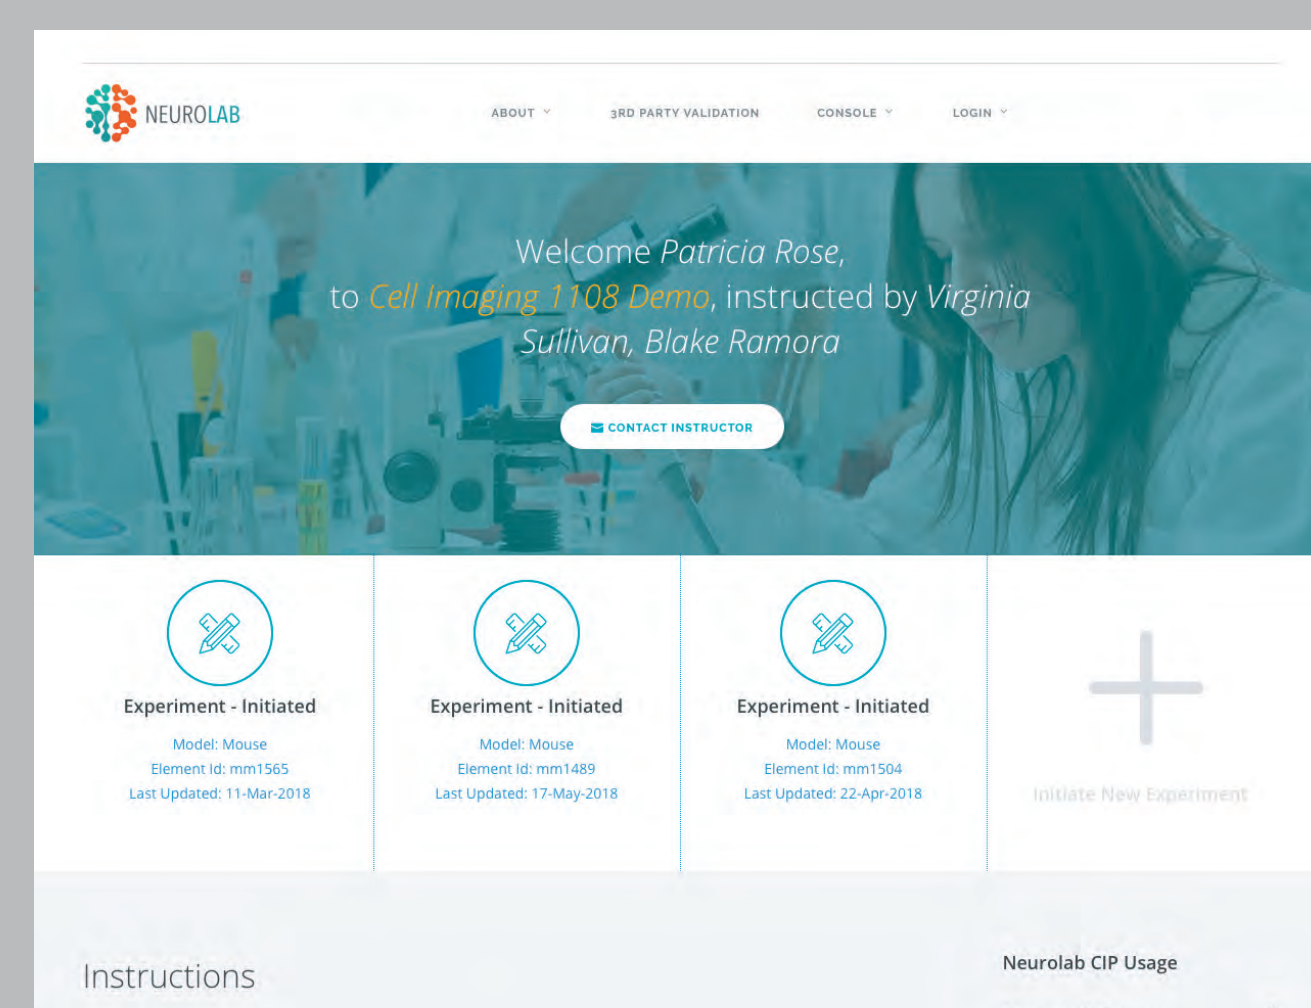 NEUROLAB
ABOUT
3RD PARTY VALIDATION
CONSOLE
LOGIN
Welcome Patricia Rose,
to Cell Imaging 1108 Demo, instructed by Virginia
Sullivan, Blake Ramora
CONTACT INSTRUCTOR
Experiment - Initiated
Model: Mouse
Element Id: mm1565
Last Updated: 11-Mar-2018
Experiment - Initiated
Model: Mouse
Element Id: mm1489
Last Updated: 17-May-2018
Experiment - Initiated
Model: Mouse
Element Id: mm1504
Last Updated: 22-Apr-2018
Initiate New Experiment
Instructions
Neurolab CIP Usage